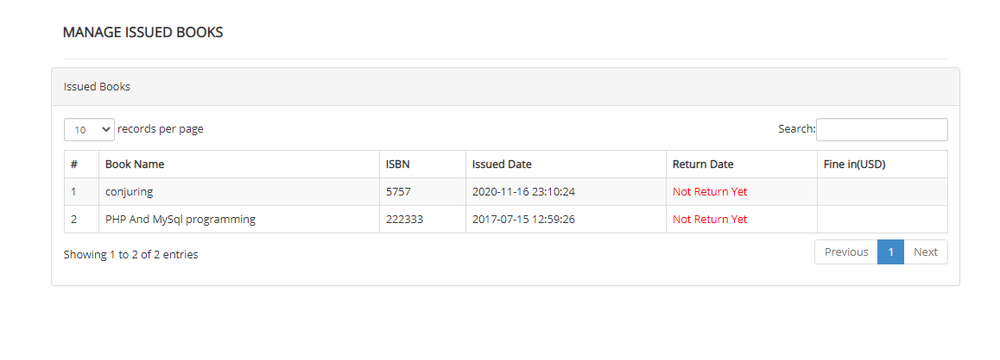 MANAGE ISSUED BOOKS
Issued Books
10 records per page Search:
# Book Name ISBN Issued Date Return Date Fine in(USD)
1 conjuring 5757 2020-11-16 23:10:24 Not Return Yet
2 PHP And MySql programming 222333 2017-07-15 12:59:26 Not Return Yet
Showing 1 to 2 of 2 entries Previous 1 Next